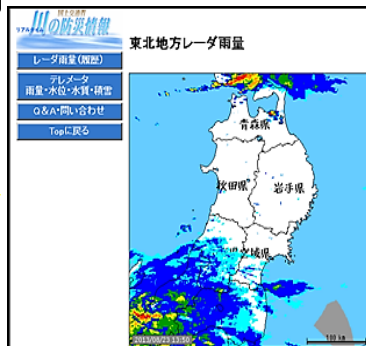 国土交通省
リアルタイム 川の防災情報
レーダ雨量(履歴)
テレメータ
雨量・水位・水質・積雪
Q&A・問い合わせ
Topに戻る
東北地方レーダ雨量
青森県
秋田県
岩手県
宮城県
2013/08/23 13:50
100 km